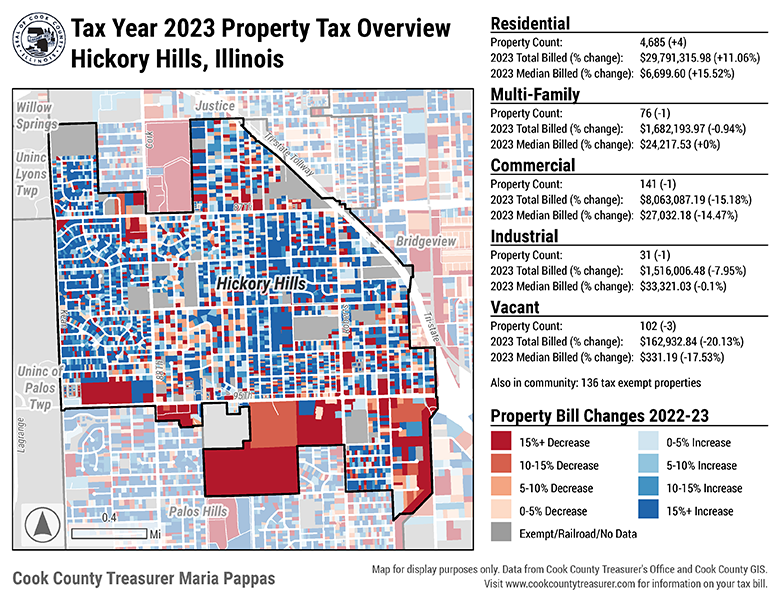 Tax Year 2023 Property Tax Overview
Hickory Hills, Illinois
Residential
Property Count: 4,685 (+4)
2023 Total Billed (% change): $29,791,315.98 (+11.06%)
2023 Median Billed (% change): $6,699.60 (+15.52%)
Multi-Family
Property Count: 76 (-1)
2023 Total Billed (% change): $1,682,193.97 (-0.94%)
2023 Median Billed (% change): $24,217.53 (+0%)
Commercial
Property Count: 141 (-1)
2023 Total Billed (% change): $8,063,087.19 (-15.18%)
2023 Median Billed (% change): $27,032.18 (-14.47%)
Industrial
Property Count: 31 (-1)
2023 Total Billed (% change): $1,516,006.48 (-7.95%)
2023 Median Billed (% change): $33,321.03 (-0.1%)
Vacant
Property Count: 102 (-3)
2023 Total Billed (% change): $162,932.84 (-20.13%)
2023 Median Billed (% change): $331.19 (-17.53%)
Also in community: 136 tax exempt properties
Property Bill Changes 2022-23
15%+ Decrease
10-15% Decrease
5-10% Decrease
0-5% Decrease
Exempt/Railroad/No Data
0-5% Increase
5-10% Increase
10-15% Increase
15%+ Increase
Willow
Springs
Justice
Tri-state Tollway
Uninc
Lyons
Twp
Cork
87Th
Bridgeview
Hickory Hills
Kean
88Th
Tri-state
Uninc of
Palos
Twp
95Th
Lagrange
Palos Hills
0.4
Mi
Cook County Treasurer Maria Pappas
Map for display purposes only. Data from Cook County Treasurer's Office and Cook County GIS.
Visit www.cookcountytreasurer.com for information on your tax bill.